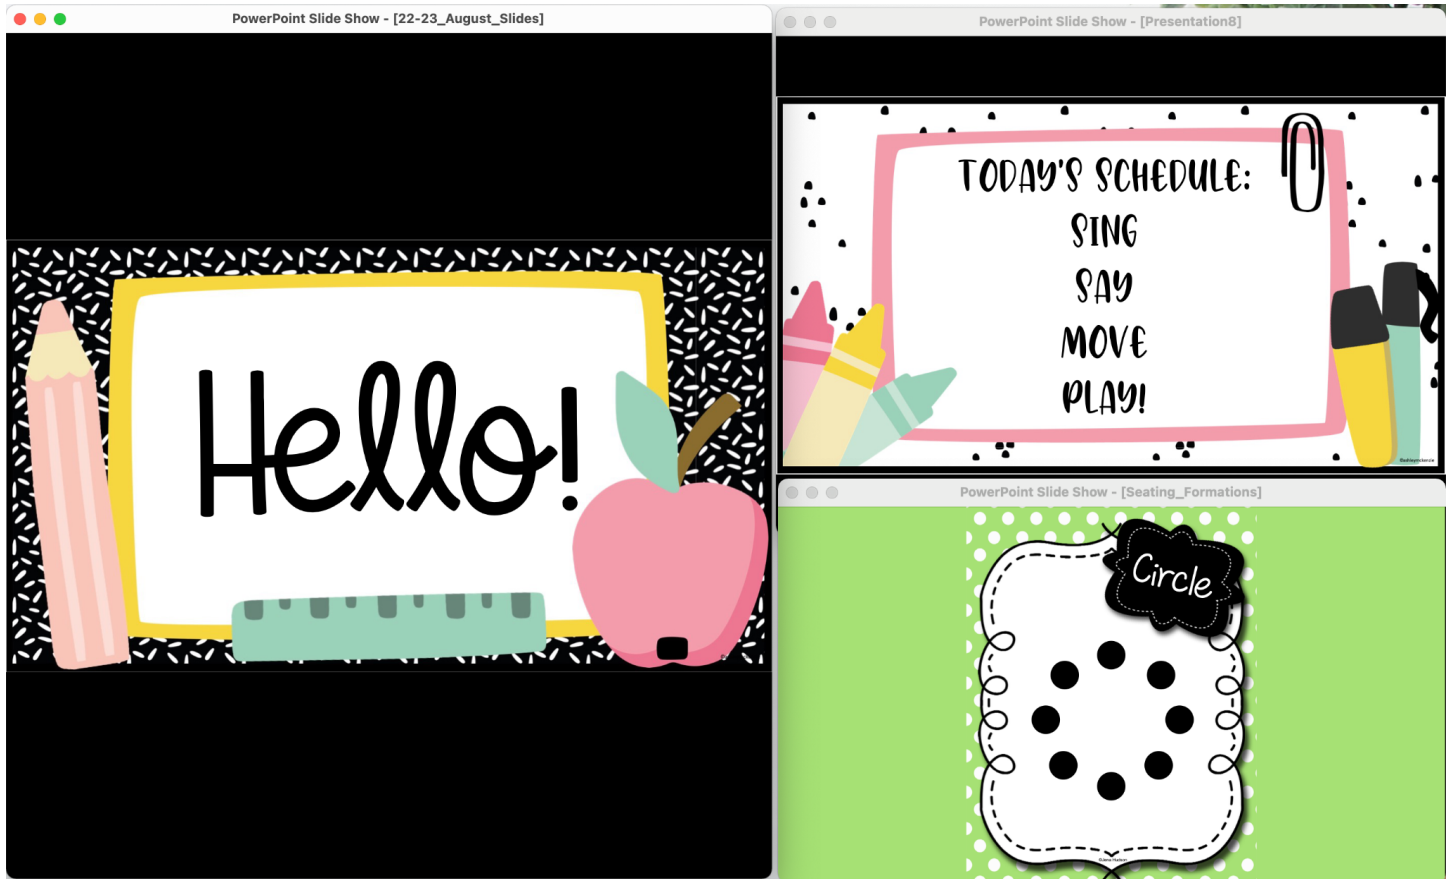 PowerPoint Slide Show - [22-23_August_Slides]
Hello!
PowerPoint Slide Show - [Presentation8]
TODAY'S SCHEDULE:
SING
SAY
MOVE
PLAY!
PowerPoint Slide Show - [Seating_Formations]
Circle